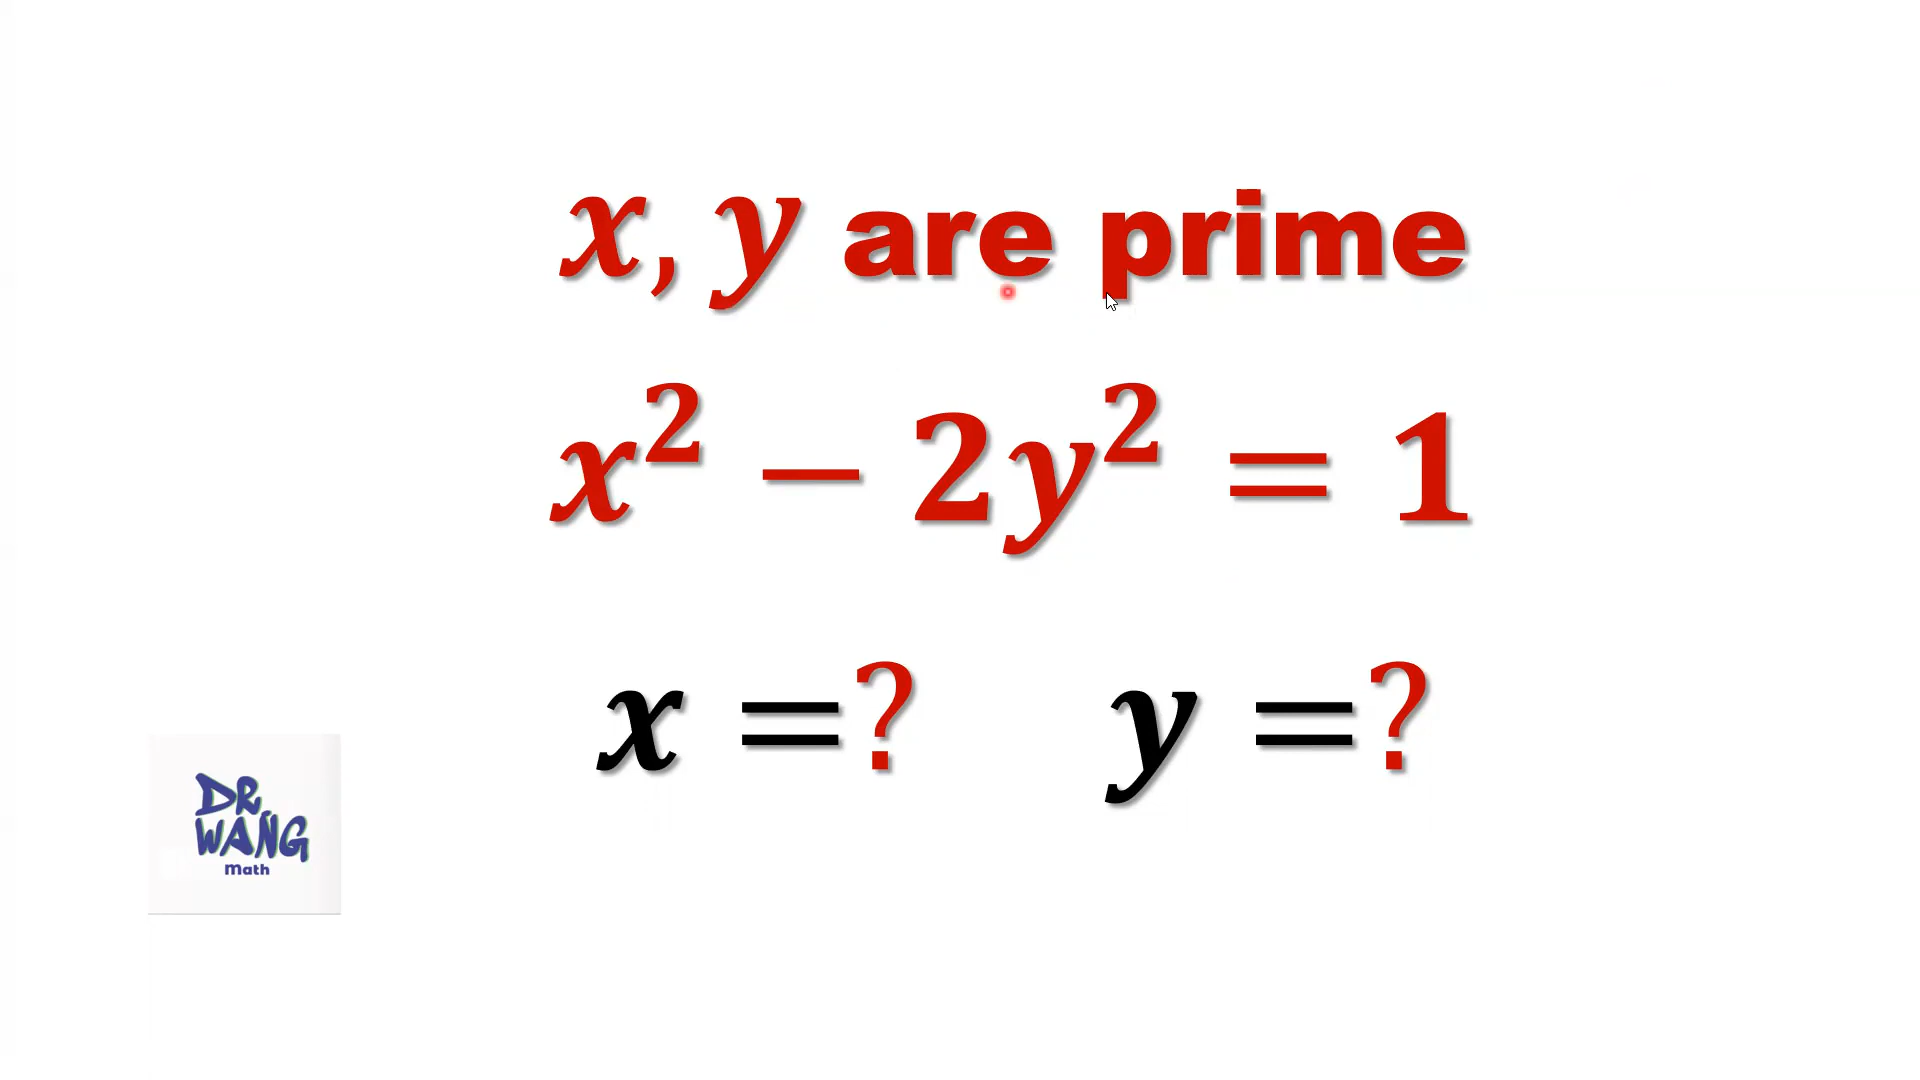 x, y are prime
x² − 2y² = 1
x =? y =?
DR.
WANG
Math